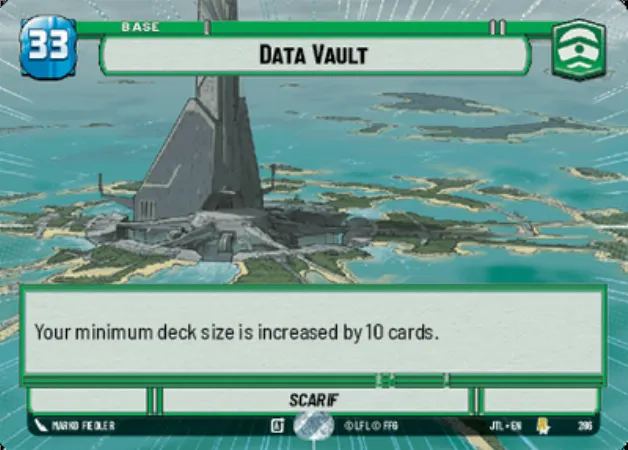 BASE
33
DATA VAULT
Your minimum deck size is increased by 10 cards.
SCARIF
MARKO FIEDLER
© LFL © FFG
JTL • EN
286